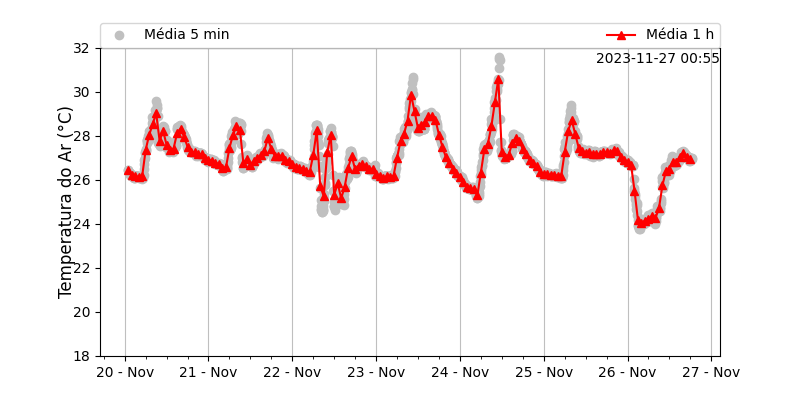 Média 5 min
Média 1 h
2023-11-27 00:55
Temperatura do Ar (°C)
32
30
28
26
24
22
20
18
20 - Nov
21 - Nov
22 - Nov
23 - Nov
24 - Nov
25 - Nov
26 - Nov
27 - Nov